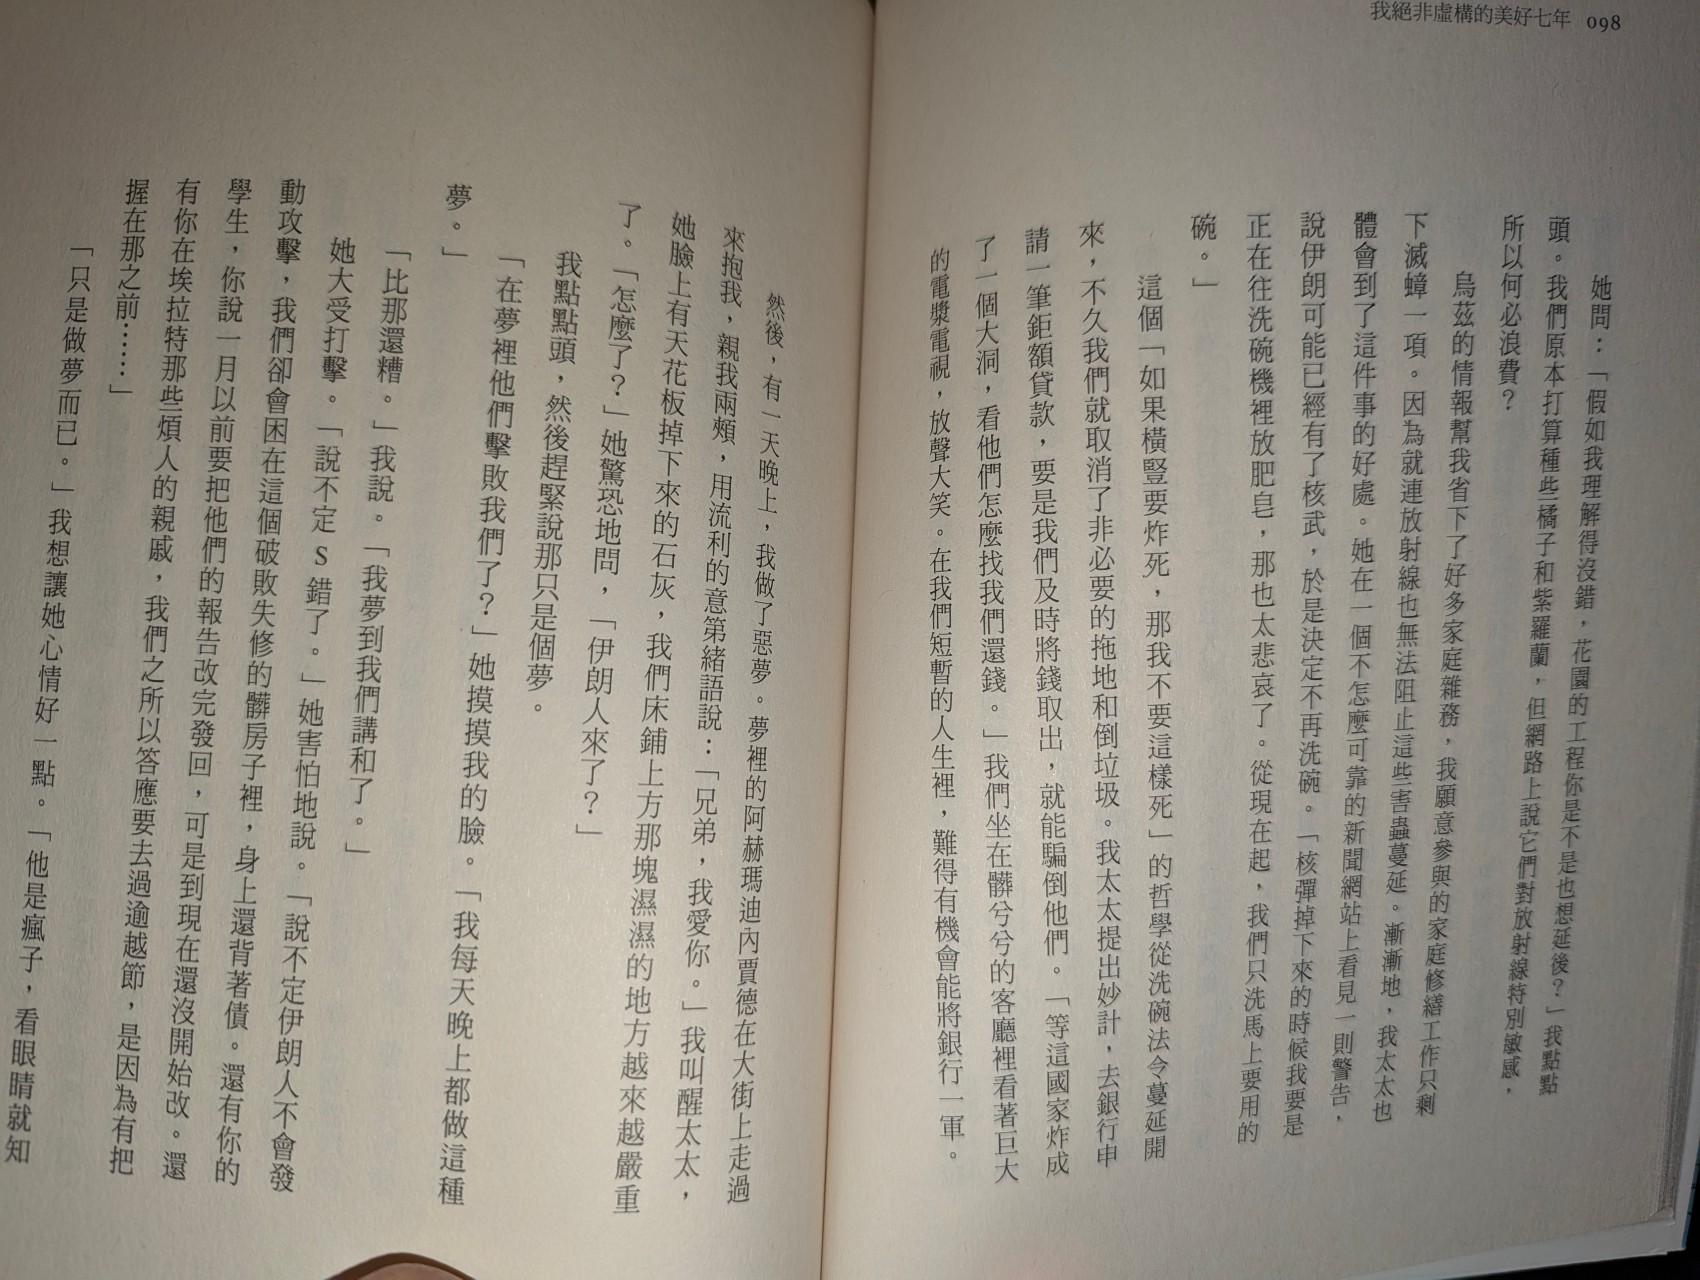 我絕非虛構的美好七年 098
她問：「假如我理解得沒錯，花園的工程你是不是也想延後？」我點點
頭。我們原本打算種些橘子和紫羅蘭，但網路上說它們對放射線特別敏感，
所以何必浪費？
烏茲的情報幫我省下了好多家庭雜務，我願意參與的家庭修繕工作只剩
下滅蟑一項。因為就連放射線也無法阻止這些害蟲蔓延。漸漸地，我太太也
體會到了這件事的好處。她在一個不怎麼可靠的新聞網站上看見一則警告，
說伊朗可能已經有了核武，於是決定不再洗碗。「核彈掉下來的時候我要是
正在往洗碗機裡放肥皂，那也太悲哀了。從現在起，我們只洗馬上要用的
碗。」
這個「如果橫豎要炸死，那我不要這樣死」的哲學從洗碗法令蔓延開
來，不久我們就取消了非必要的拖地和倒垃圾。我太太提出妙計，去銀行申
請一筆鉅額貸款，要是我們及時將錢取出，就能騙倒他們。「等這國家炸成
了一個大洞，看他們怎麼找我們還錢。」我們坐在髒兮兮的客廳裡看著巨大
的電漿電視，放聲大笑。在我們短暫的人生裡，難得有機會能將銀行一軍。
然後，有一天晚上，我做了惡夢。夢裡的阿赫瑪迪內賈德在大街上走過
來抱我，親我兩頰，用流利的意第緒語說：「兄弟，我愛你。」我叫醒太太，
她臉上有天花板掉下來的石灰，我們床鋪上方那塊濕濕的地方越來越嚴重
了。「怎麼了？」她驚恐地問，「伊朗人來了？」
我點點頭，然後趕緊說那只是個夢。
「在夢裡他們擊敗我們了？」她摸摸我的臉。「我每天晚上都做這種
夢。」
「比那還糟。」我說。「我夢到我們講和了。」
她大受打擊。「說不定 S 錯了。」她害怕地說。「說不定伊朗人不會發
動攻擊，我們卻會困在這個破敗失修的髒房子裡，身上還背著債。還有你的
學生，你說一月以前要把他們的報告改完發回，可是到現在還沒開始改。還
有你在埃拉特那些煩人的親戚，我們之所以答應要去過逾越節，是因為有把
握在那之前……」
「只是做夢而已。」我想讓她心情好一點。「他是瘋子，看眼睛就知